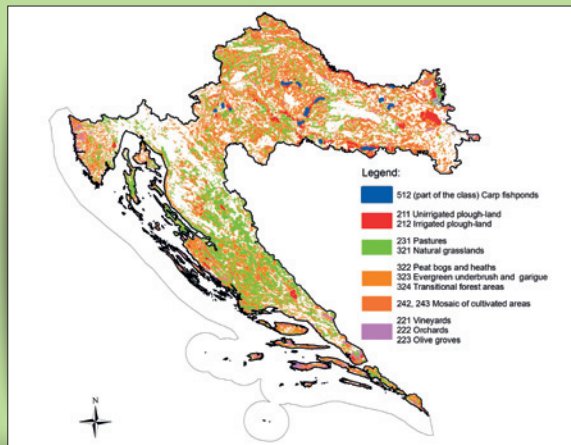 Legend:
512 (part of the class) Carp fishponds
211 Unirrigated plough-land
212 Irrigated plough-land
231 Pastures
321 Natural grasslands
322 Peat bogs and heaths
323 Evergreen underbrush and garigue
324 Transitional forest areas
242, 243 Mosaic of cultivated areas
221 Vineyards
222 Orchards
223 Olive groves
N